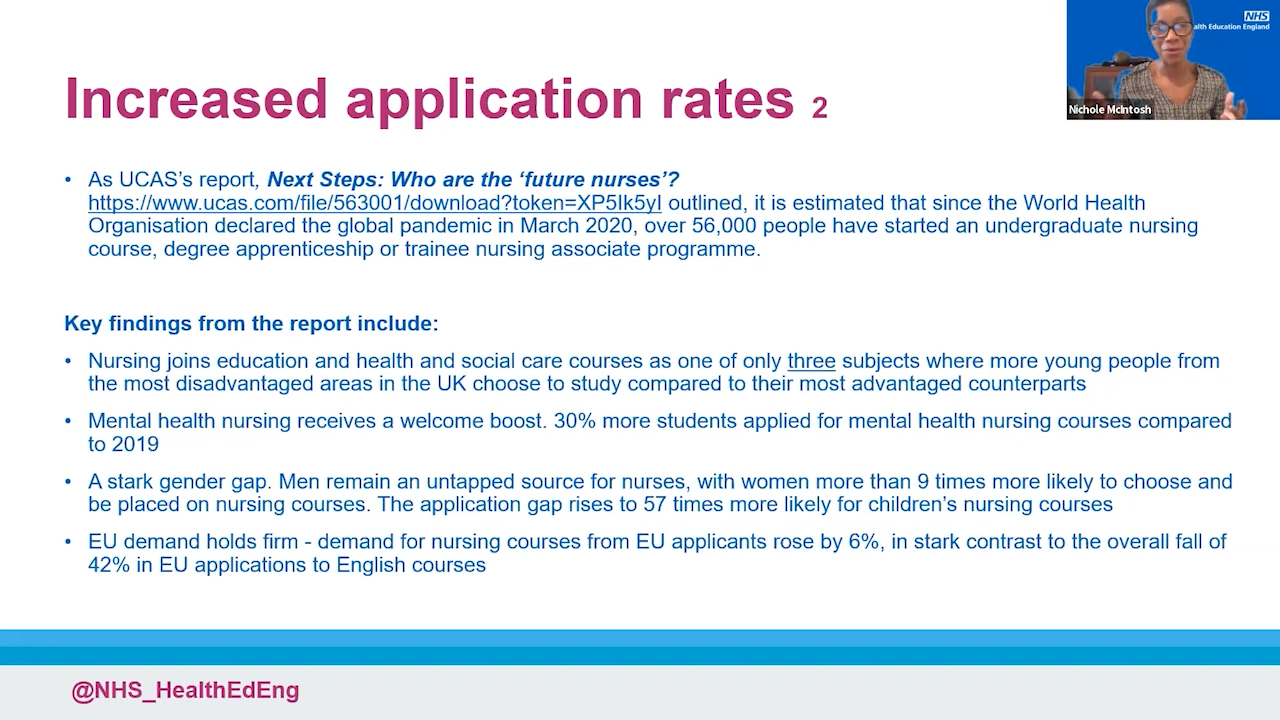 NHS
alth Education England
Nichole McIntosh
Increased application rates 2
• As UCAS’s report, Next Steps: Who are the ‘future nurses’?
https://www.ucas.com/file/563001/download?token=XP5Ik5yI outlined, it is estimated that since the World Health
Organisation declared the global pandemic in March 2020, over 56,000 people have started an undergraduate nursing
course, degree apprenticeship or trainee nursing associate programme.
Key findings from the report include:
• Nursing joins education and health and social care courses as one of only three subjects where more young people from
the most disadvantaged areas in the UK choose to study compared to their most advantaged counterparts
• Mental health nursing receives a welcome boost. 30% more students applied for mental health nursing courses compared
to 2019
• A stark gender gap. Men remain an untapped source for nurses, with women more than 9 times more likely to choose and
be placed on nursing courses. The application gap rises to 57 times more likely for children’s nursing courses
• EU demand holds firm - demand for nursing courses from EU applicants rose by 6%, in stark contrast to the overall fall of
42% in EU applications to English courses
@NHS_HealthEdEng